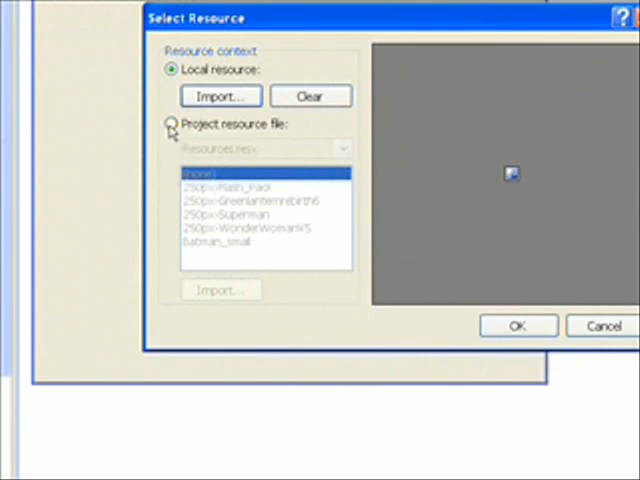 Select Resource
Resource context
Local resource:
Import...
Clear
Project resource file:
Resources.resx
(none)
250px-Flash_Pack
250px-Greenlanternrebirth6
250px-Superman
250px-WonderWomanV5
Batman_small
Import...
OK
Cancel